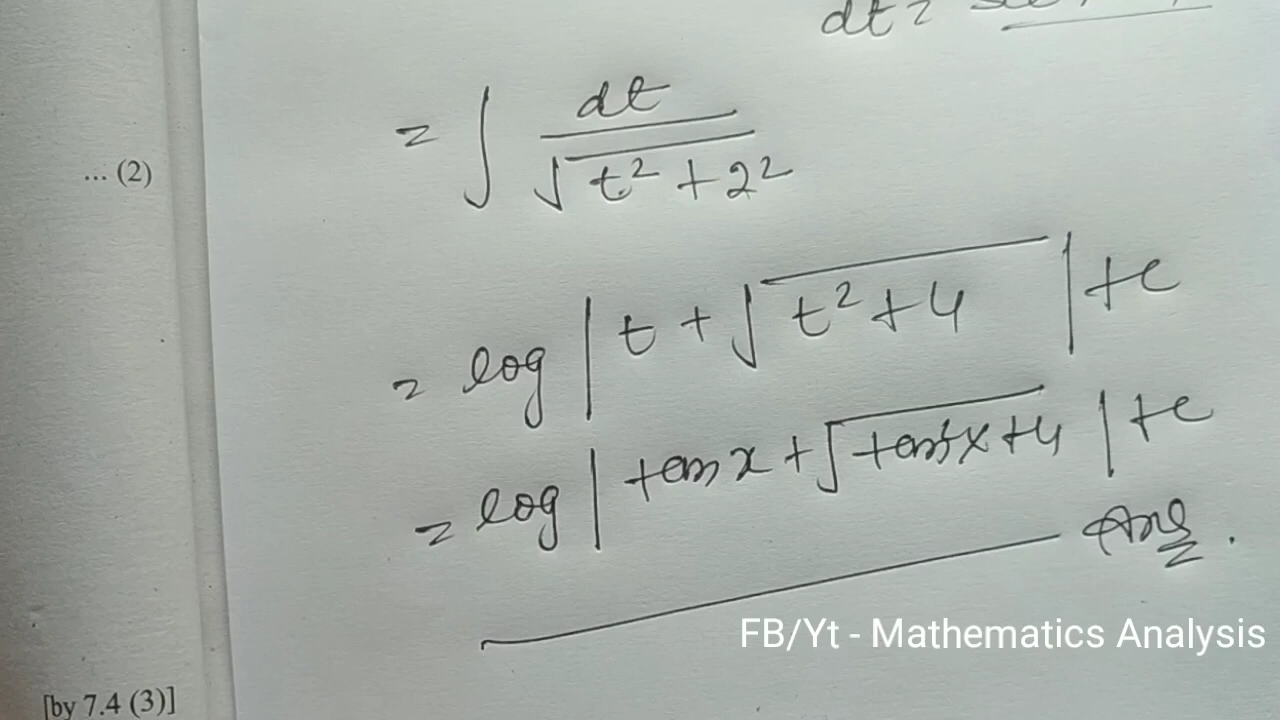 dt =
= ∫ dt / √(t² + 2²)
... (2)
= log | t + √(t² + 4) | + c
= log | tan x + √(tan² x + 4) | + c
Ans.
FB/Yt - Mathematics Analysis
[by 7.4 (3)]